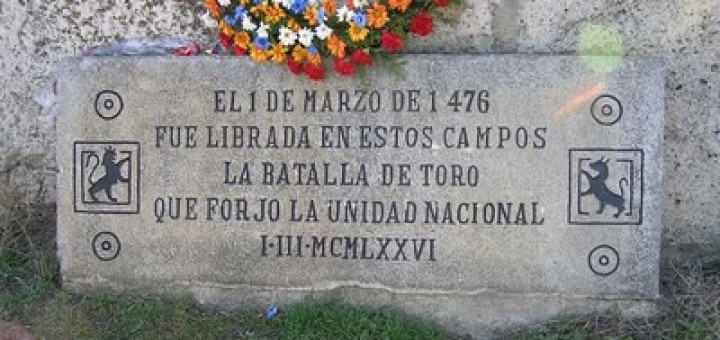 EL 1 DE MARZO DE 1 476
FUE LIBRADA EN ESTOS CAMPOS
LA BATALLA DE TORO
QUE FORJO LA UNIDAD NACIONAL
I·III·MCMLXXVI